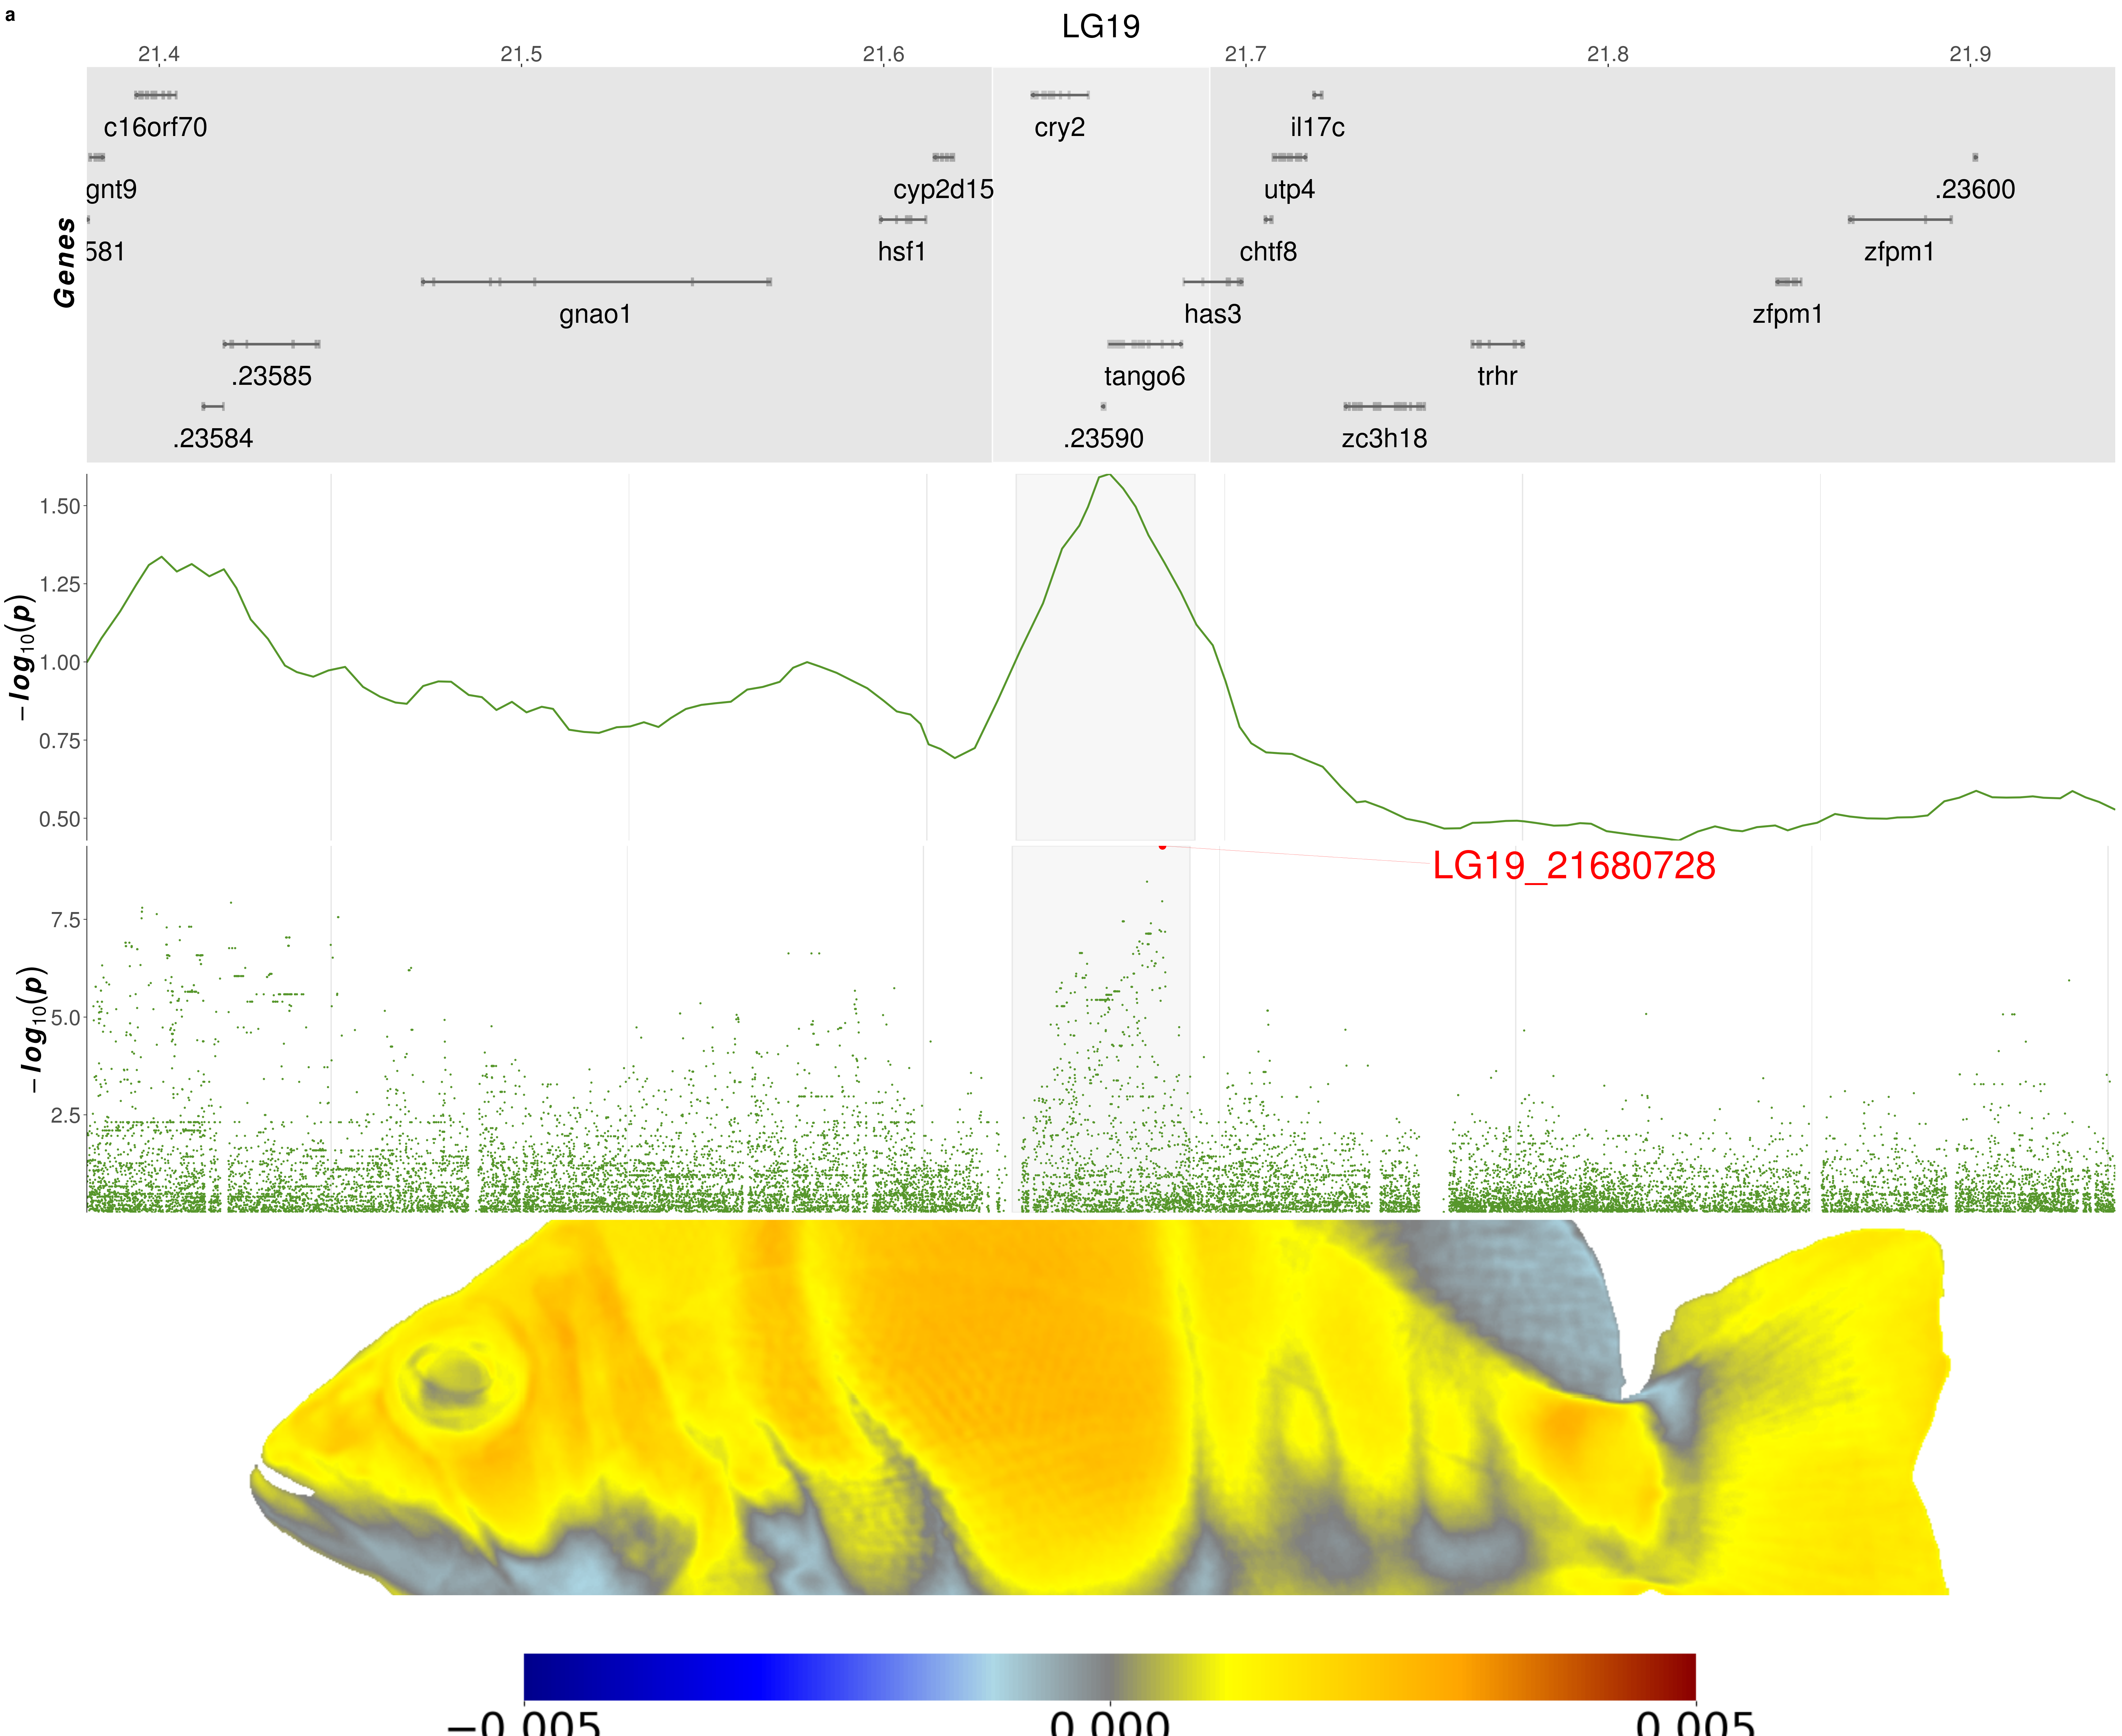 a
LG19
21.4 21.5 21.6 21.7 21.8 21.9
c16orf70 cry2 il17c
gnt9 cyp2d15 utp4 .23600
Genes
581 hsf1 chtf8 zfpm1
gnao1 has3 zfpm1
.23585 tango6 trhr
.23584 .23590 zc3h18
−log10(p)
1.50
1.25
1.00
0.75
0.50
LG19_21680728
−log10(p)
7.5
5.0
2.5
−0.005 0.000 0.005